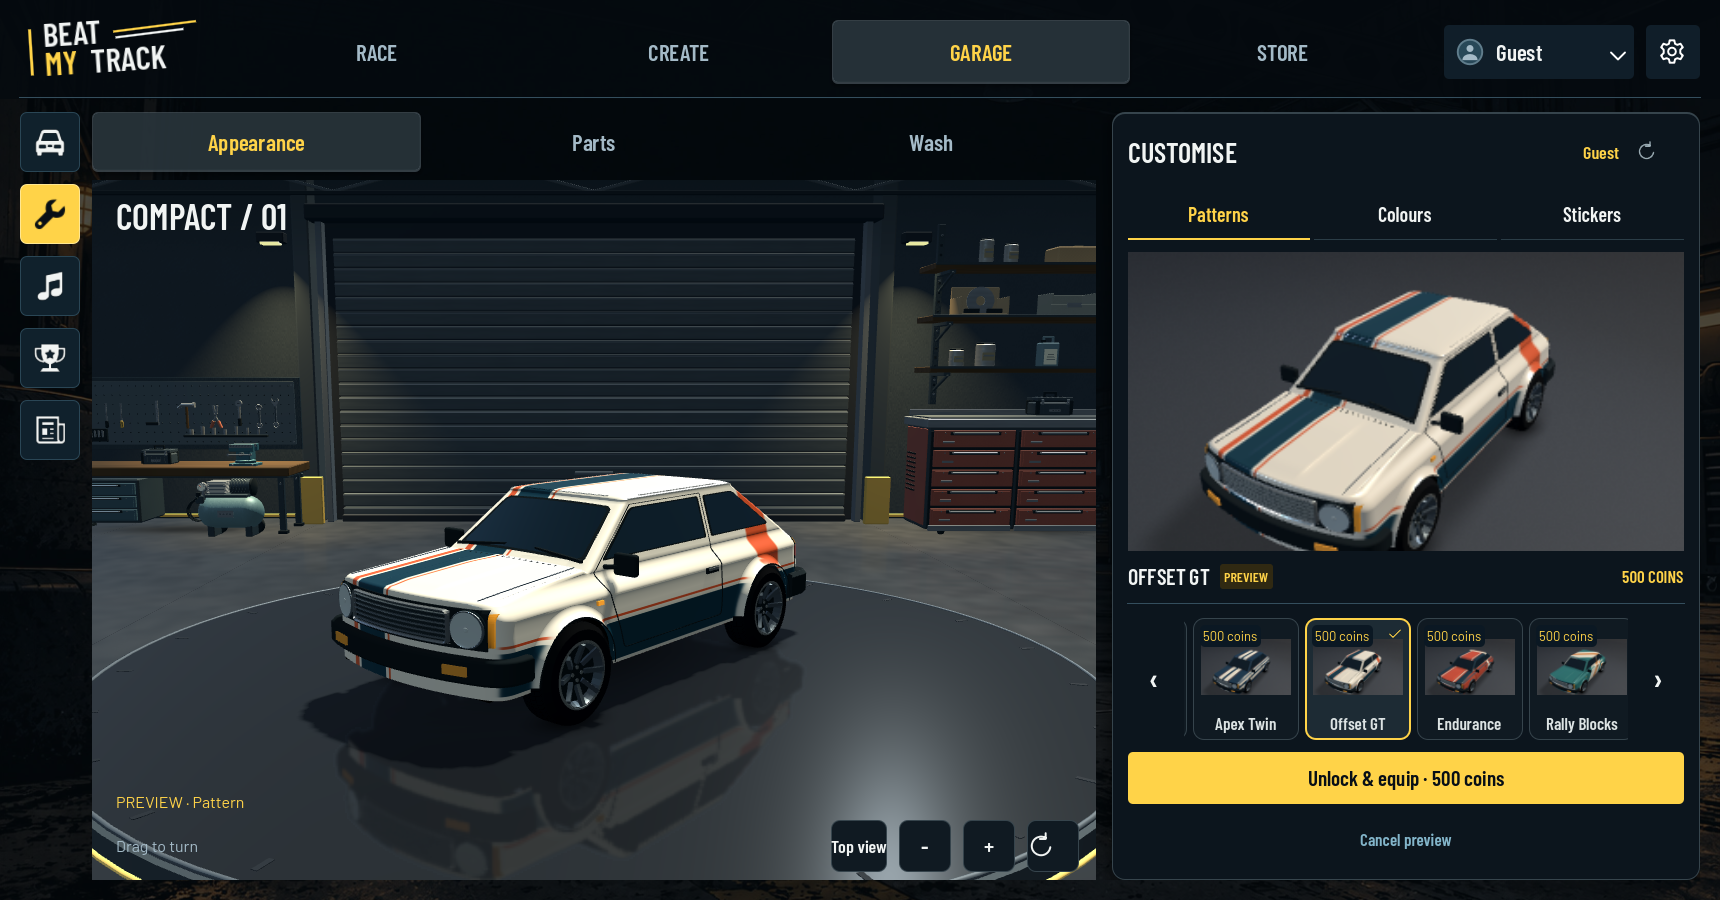 BEAT
MY TRACK
RACE
CREATE
GARAGE
STORE
Guest
Appearance
Parts
Wash
COMPACT / 01
PREVIEW · Pattern
Drag to turn
Top view
-
+
CUSTOMISE
Guest
Patterns
Colours
Stickers
OFFSET GT
PREVIEW
500 COINS
‹
500 coins
Apex Twin
500 coins
Offset GT
500 coins
Endurance
500 coins
Rally Blocks
›
Unlock & equip · 500 coins
Cancel preview